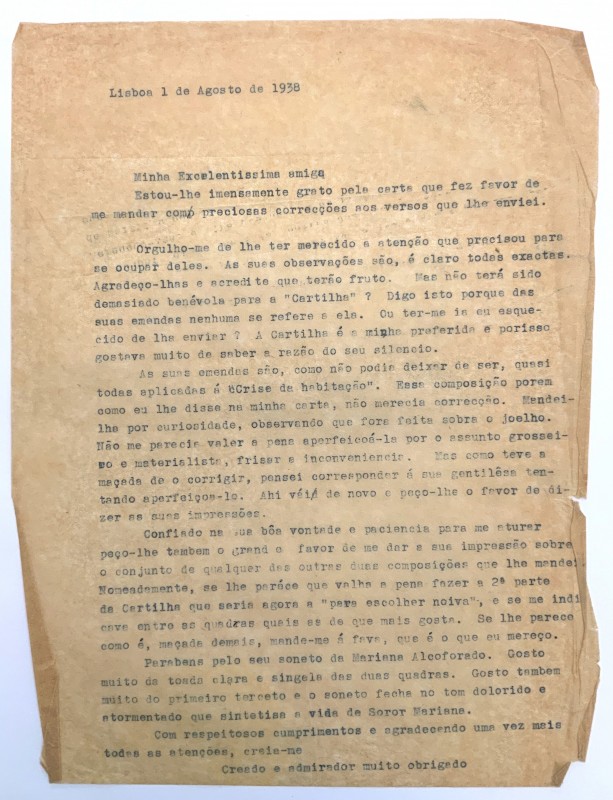 Lisboa 1 de Agosto de 1938
Minha Excelentissima amiga
Estou-lhe imensamente grato pela carta que fez favor de
me mandar com preciosas correcções aos versos que lhe enviei.
Orgulho-me de lhe ter merecido a atenção que precisou para
se ocupar deles. As suas observações são, é claro todas exactas.
Agradeço-lhas e acredite que terão fruto. Mas não terá sido
demasiado benévola para a "Cartilha" ? Digo isto porque das
suas emendas nenhuma se refere a ela. Ou ter-me ia eu esque-
cido de lha enviar ? A Cartilha é a minha preferida e porisso
gostava muito de saber a razão do seu silencio.
As suas emendas são, como não podia deixar de ser, quasi
todas aplicadas á "Crise da habitação". Essa composição porem
como eu lhe disse na minha carta, não merecia correcção. Mandei-
lha por curiosidade, observando que fora feita sobre o joelho.
Não me parecia valer a pena aperfeiçoá-la por o assunto grossei-
ro e materialista, frisar a inconveniencia. Mas como teve a
maçada de o corrigir, pensei corresponder á sua gentilêsa ten-
tando aperfeiços-lo. Ahi vái de novo e peço-lhe o favor de di-
zer as suas impressões.
Confiado na sua bôa vontade e paciencia para me aturar
peço-lhe tambem o grand e favor de me dar a sua impressão sobre
o conjunto de qualquer das outras duas composições que lhe mandei
Nomeadamente, se lhe paréce que valha a pena fazer a 2ª parte
da Cartilha que seria agora a "para escolher noiva", e se me indi
cava entre as quadras quais as de que mais gosta. Se lhe parece
como é, maçada demais, mande-me á fava, que é o que eu mereço.
Parabens pelo seu soneto da Mariana Alcoforado. Gosto
muito da toada clara e singela das duas quadras. Gosto tambem
muito do primeiro terceto e o soneto fecha no tom dolorido e
atormentado que sintetisa a vida de Soror Mariana.
Com respeitosos cumprimentos e agradecendo uma vez mais
todas as atenções, creia-me
Creado e admirador muito obrigado